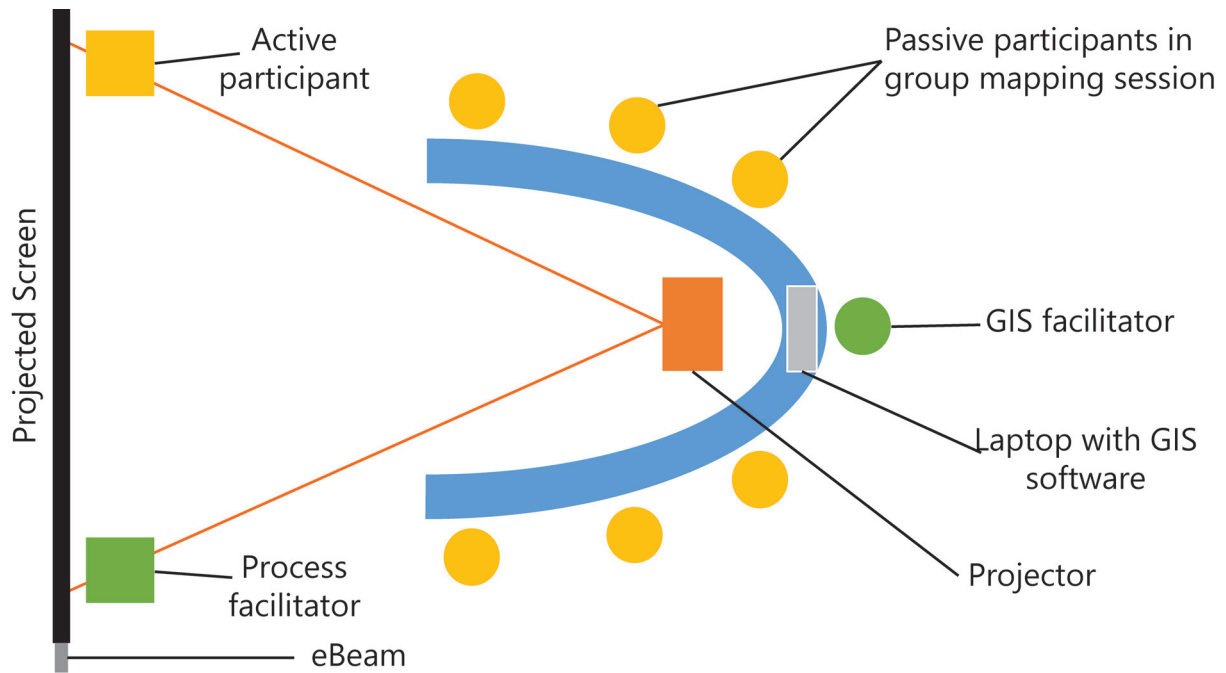 Active
participant
Passive participants in
group mapping session
Projected Screen
GIS facilitator
Laptop with GIS
software
Process
facilitator
Projector
eBeam